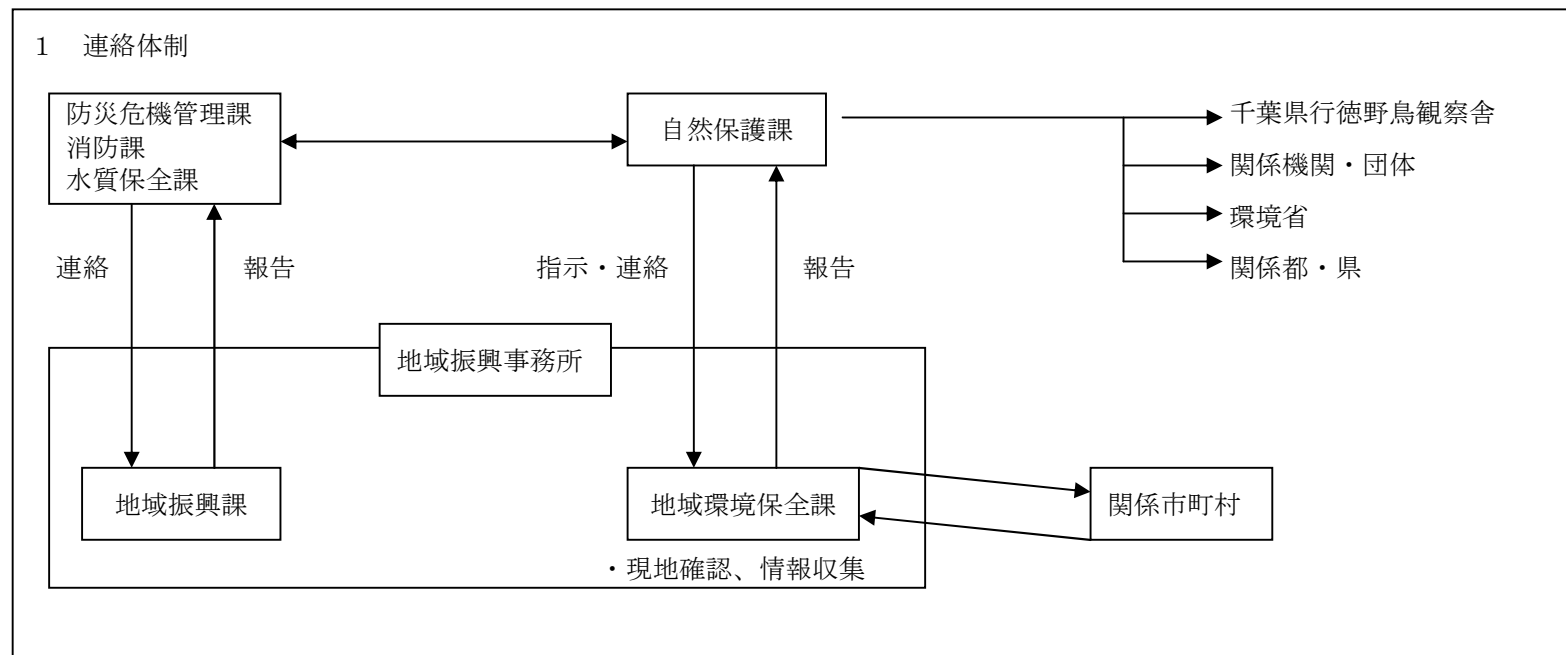 １　連絡体制
防災危機管理課
消防課
水質保全課
自然保護課
千葉県行徳野鳥観察舎
関係機関・団体
環境省
関係都・県
連絡
報告
指示・連絡
報告
地域振興事務所
地域振興課
地域環境保全課
関係市町村
・現地確認、情報収集